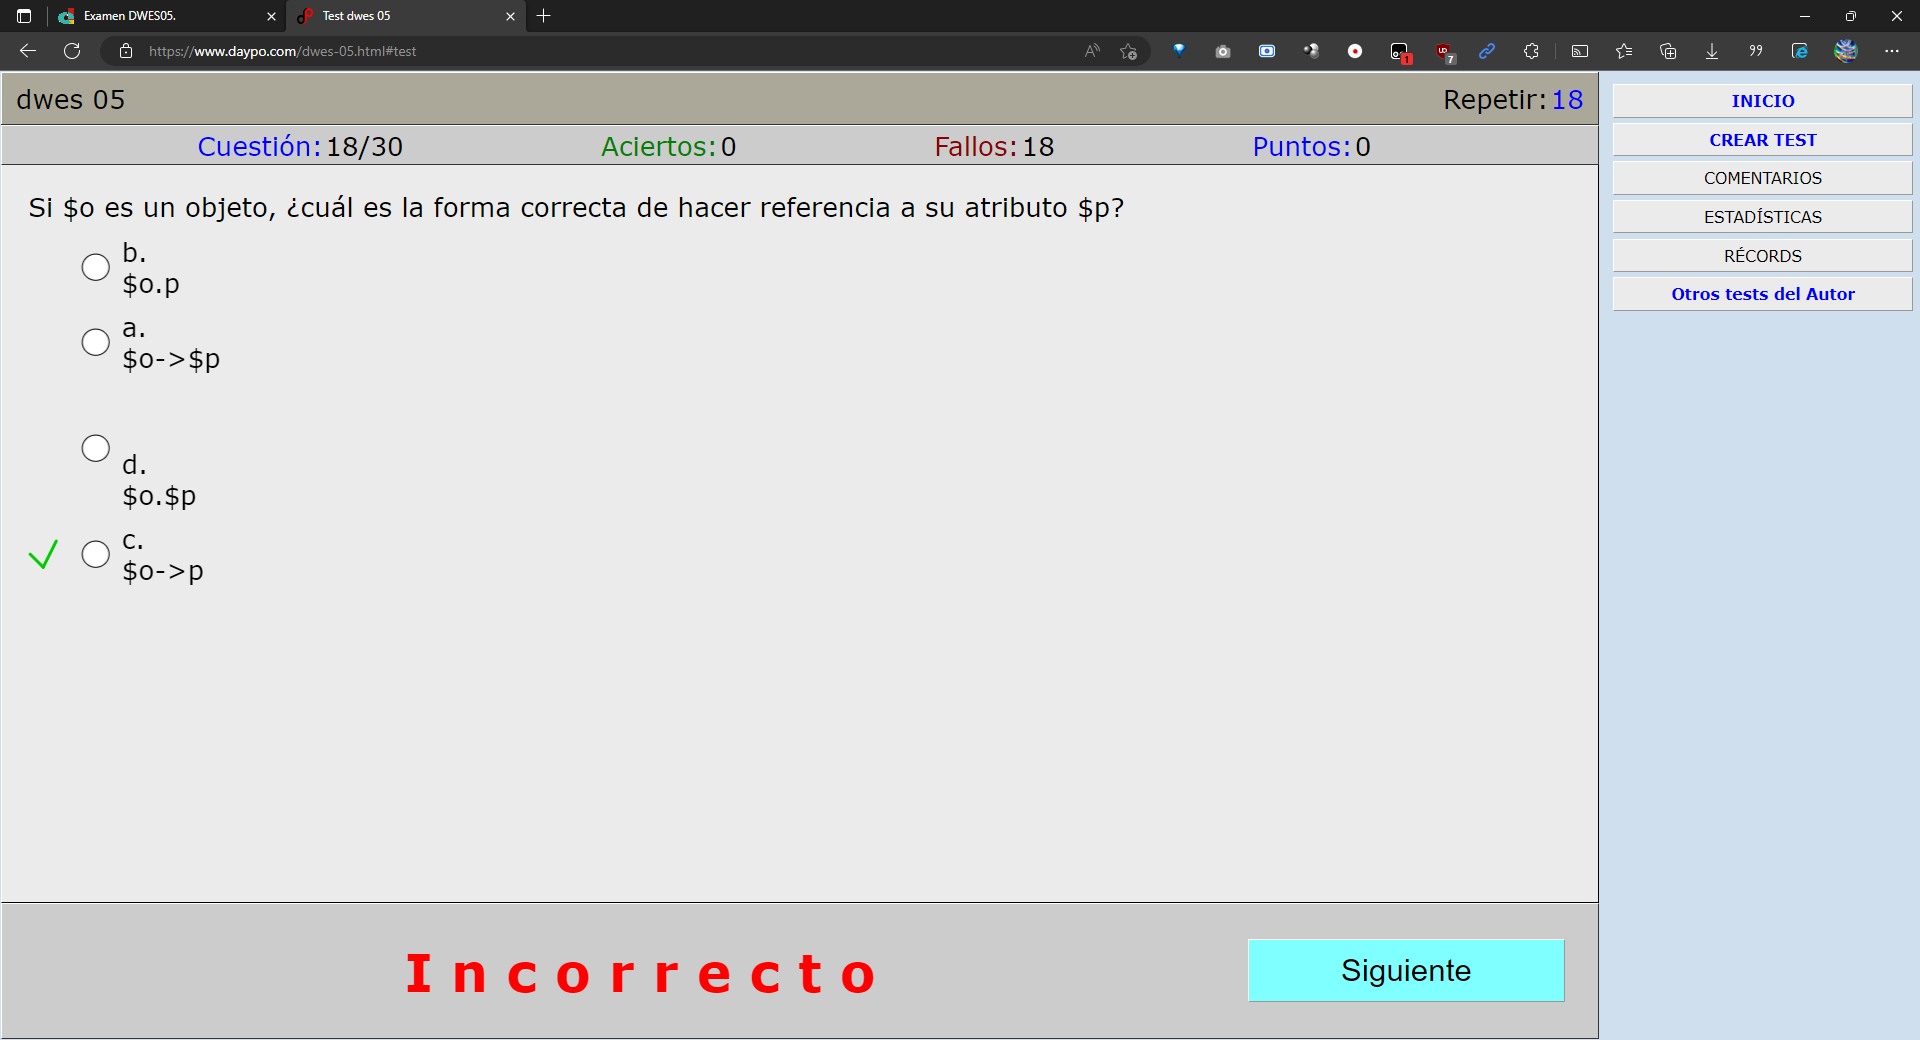 Examen DWES05.
Test dwes 05
https://www.daypo.com/dwes-05.html#test
1
7
dwes 05
Repetir: 18
Cuestión: 18/30
Aciertos: 0
Fallos: 18
Puntos: 0
Si $o es un objeto, ¿cuál es la forma correcta de hacer referencia a su atributo $p?
b.
$o.p
a.
$o->$p
d.
$o.$p
c.
$o->p
Incorrecto
Siguiente
INICIO
CREAR TEST
COMENTARIOS
ESTADÍSTICAS
RÉCORDS
Otros tests del Autor